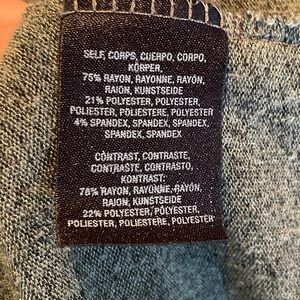 SELF, CORPS, CUERPO, CORPO,
KÖRPER,
75% RAYON, RAYONNE, RAYÓN,
RAION, KUNSTSEIDE
21% POLYESTER, POLYESTER,
POLIESTER, POLIESTERE, POLYESTER
4% SPANDEX, SPANDEX, SPANDEX,
SPANDEX, SPANDEX
CONTRAST, CONTRASTE,
CONTRASTE, CONTRASTO,
KONTRAST:
78% RAYON, RAYONNE, RAYÓN,
RAION, KUNSTSEIDE
22% POLYESTER, POLYESTER,
POLIESTER, POLIESTERE, POLYESTER